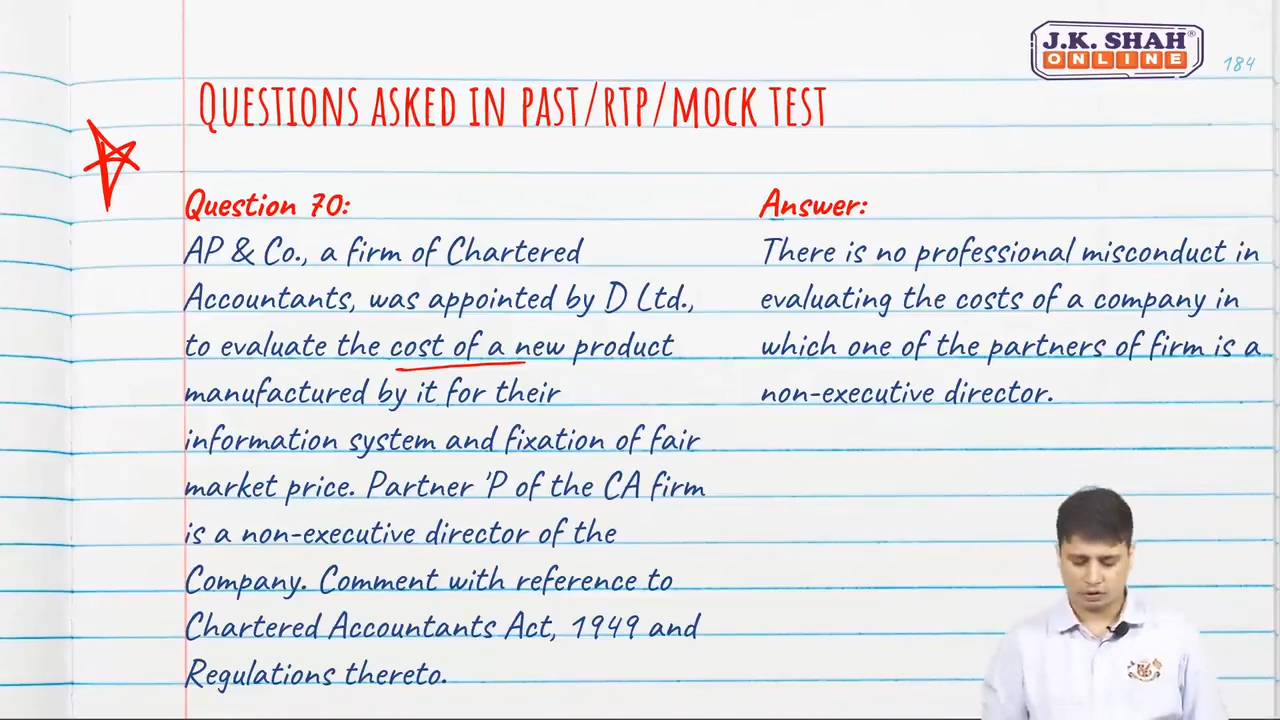 J.K. SHAH®
ONLINE
184
QUESTIONS ASKED IN PAST/RTP/MOCK TEST
Question 70:
AP & Co., a firm of Chartered
Accountants, was appointed by D Ltd.,
to evaluate the cost of a new product
manufactured by it for their
information system and fixation of fair
market price. Partner 'P of the CA firm
is a non-executive director of the
Company. Comment with reference to
Chartered Accountants Act, 1949 and
Regulations thereto.
Answer:
There is no professional misconduct in
evaluating the costs of a company in
which one of the partners of firm is a
non-executive director.